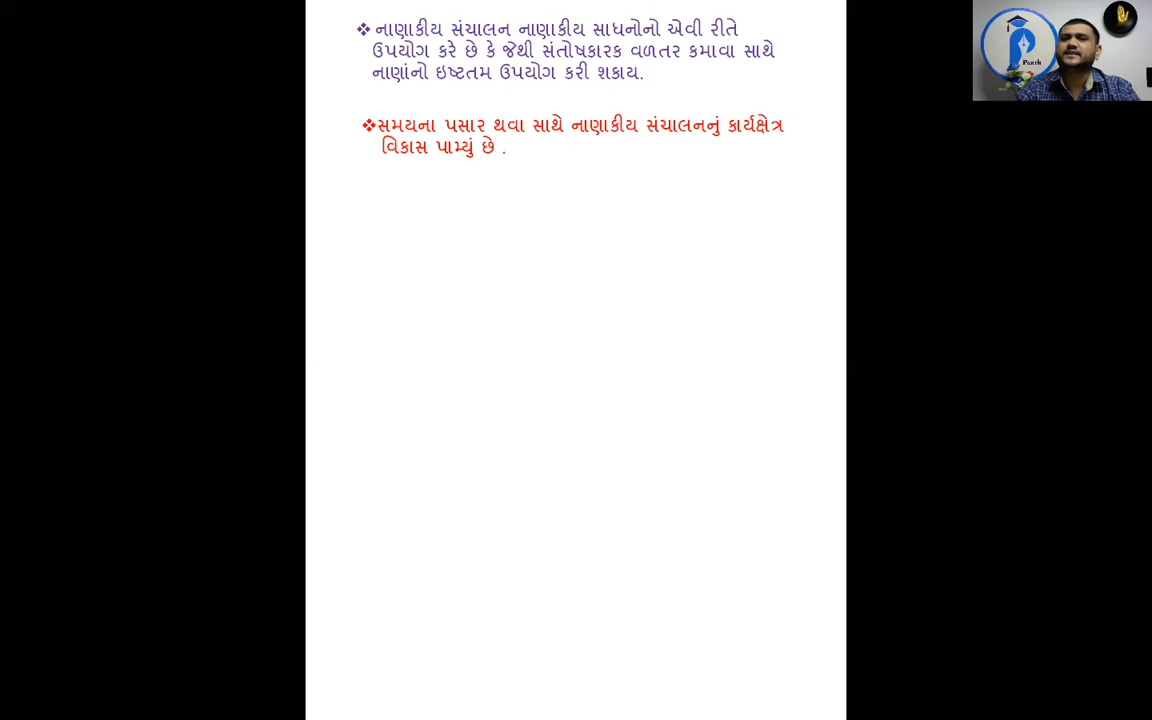 ❖ નાણાકીય સંચાલન નાણાકીય સાધનોનો એવી રીતે
ઉપયોગ કરે છે કે જેથી સંતોષકારક વળતર કમાવા સાથે
નાણાંનો ઇષ્ટતમ ઉપયોગ કરી શકાય.
❖સમયના પસાર થવા સાથે નાણાકીય સંચાલનનું કાર્યક્ષેત્ર
વિકાસ પામ્યું છે .
Parth